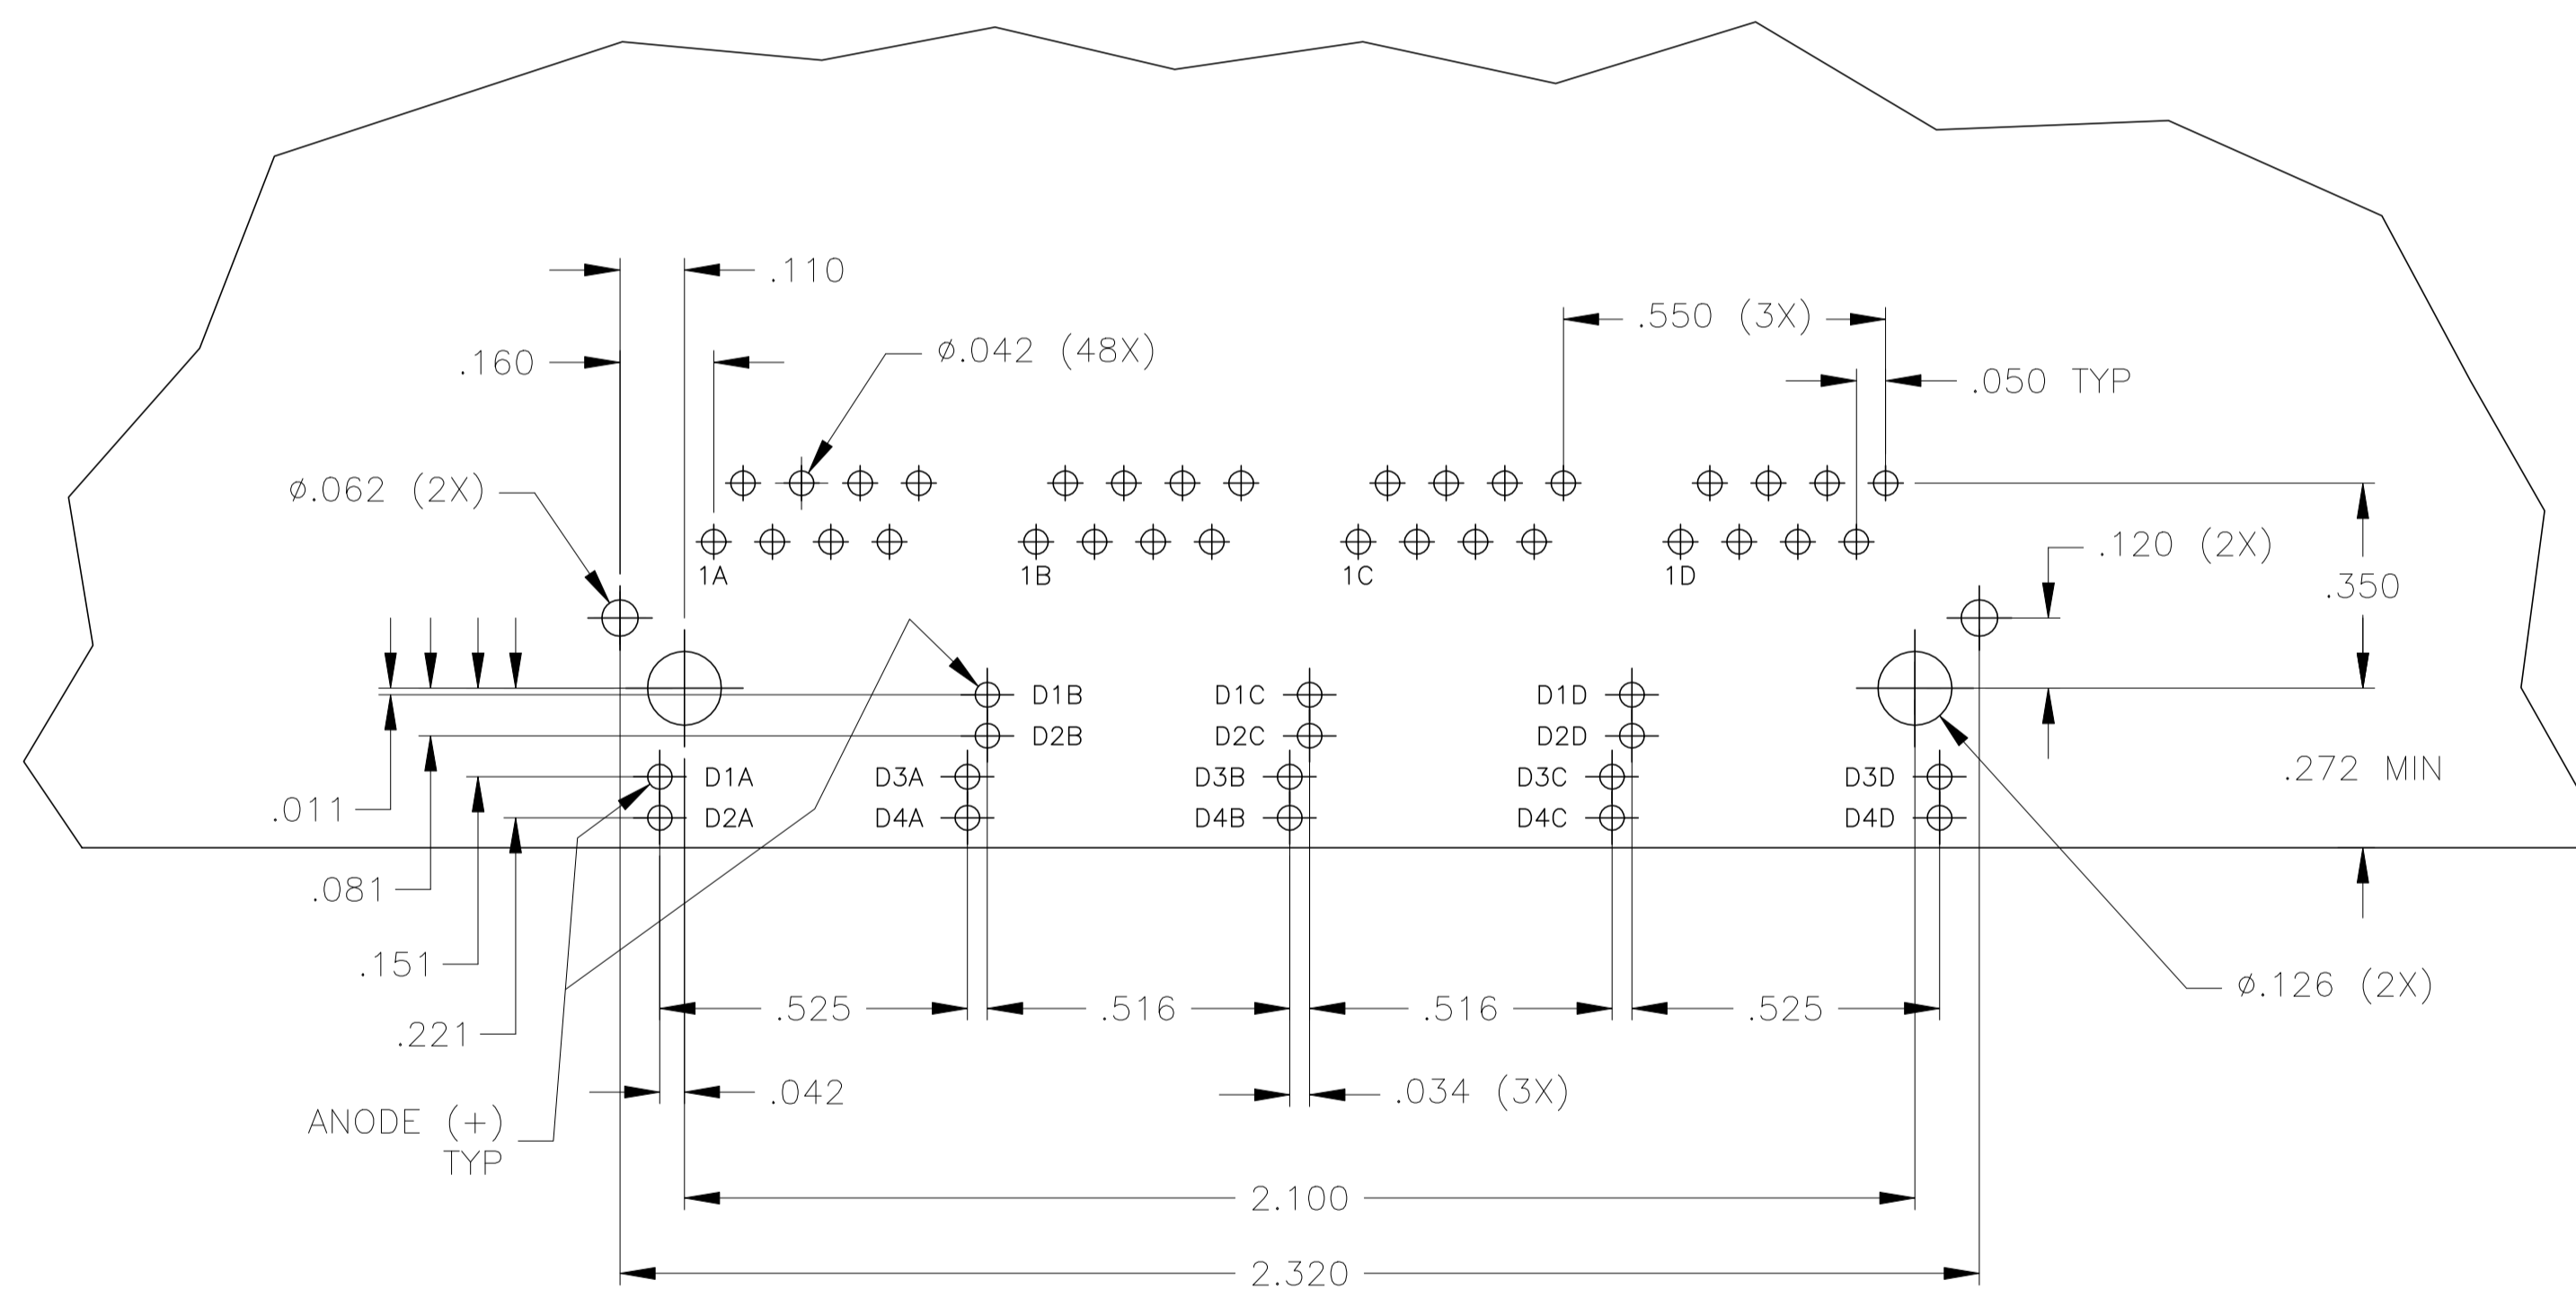 .110
.550 (3X)
.160
ø.042 (48X)
.050 TYP
ø.062 (2X)
.120 (2X)
1A
1B
1C
1D
.350
D1B
D1C
D1D
D2B
D2C
D2D
.272 MIN
D1A
D3A
D3B
D3C
D3D
.011
D2A
D4A
D4B
D4C
D4D
.081
.151
ø.126 (2X)
.525
.516
.516
.525
.221
.042
.034 (3X)
ANODE (+)
TYP
2.100
2.320